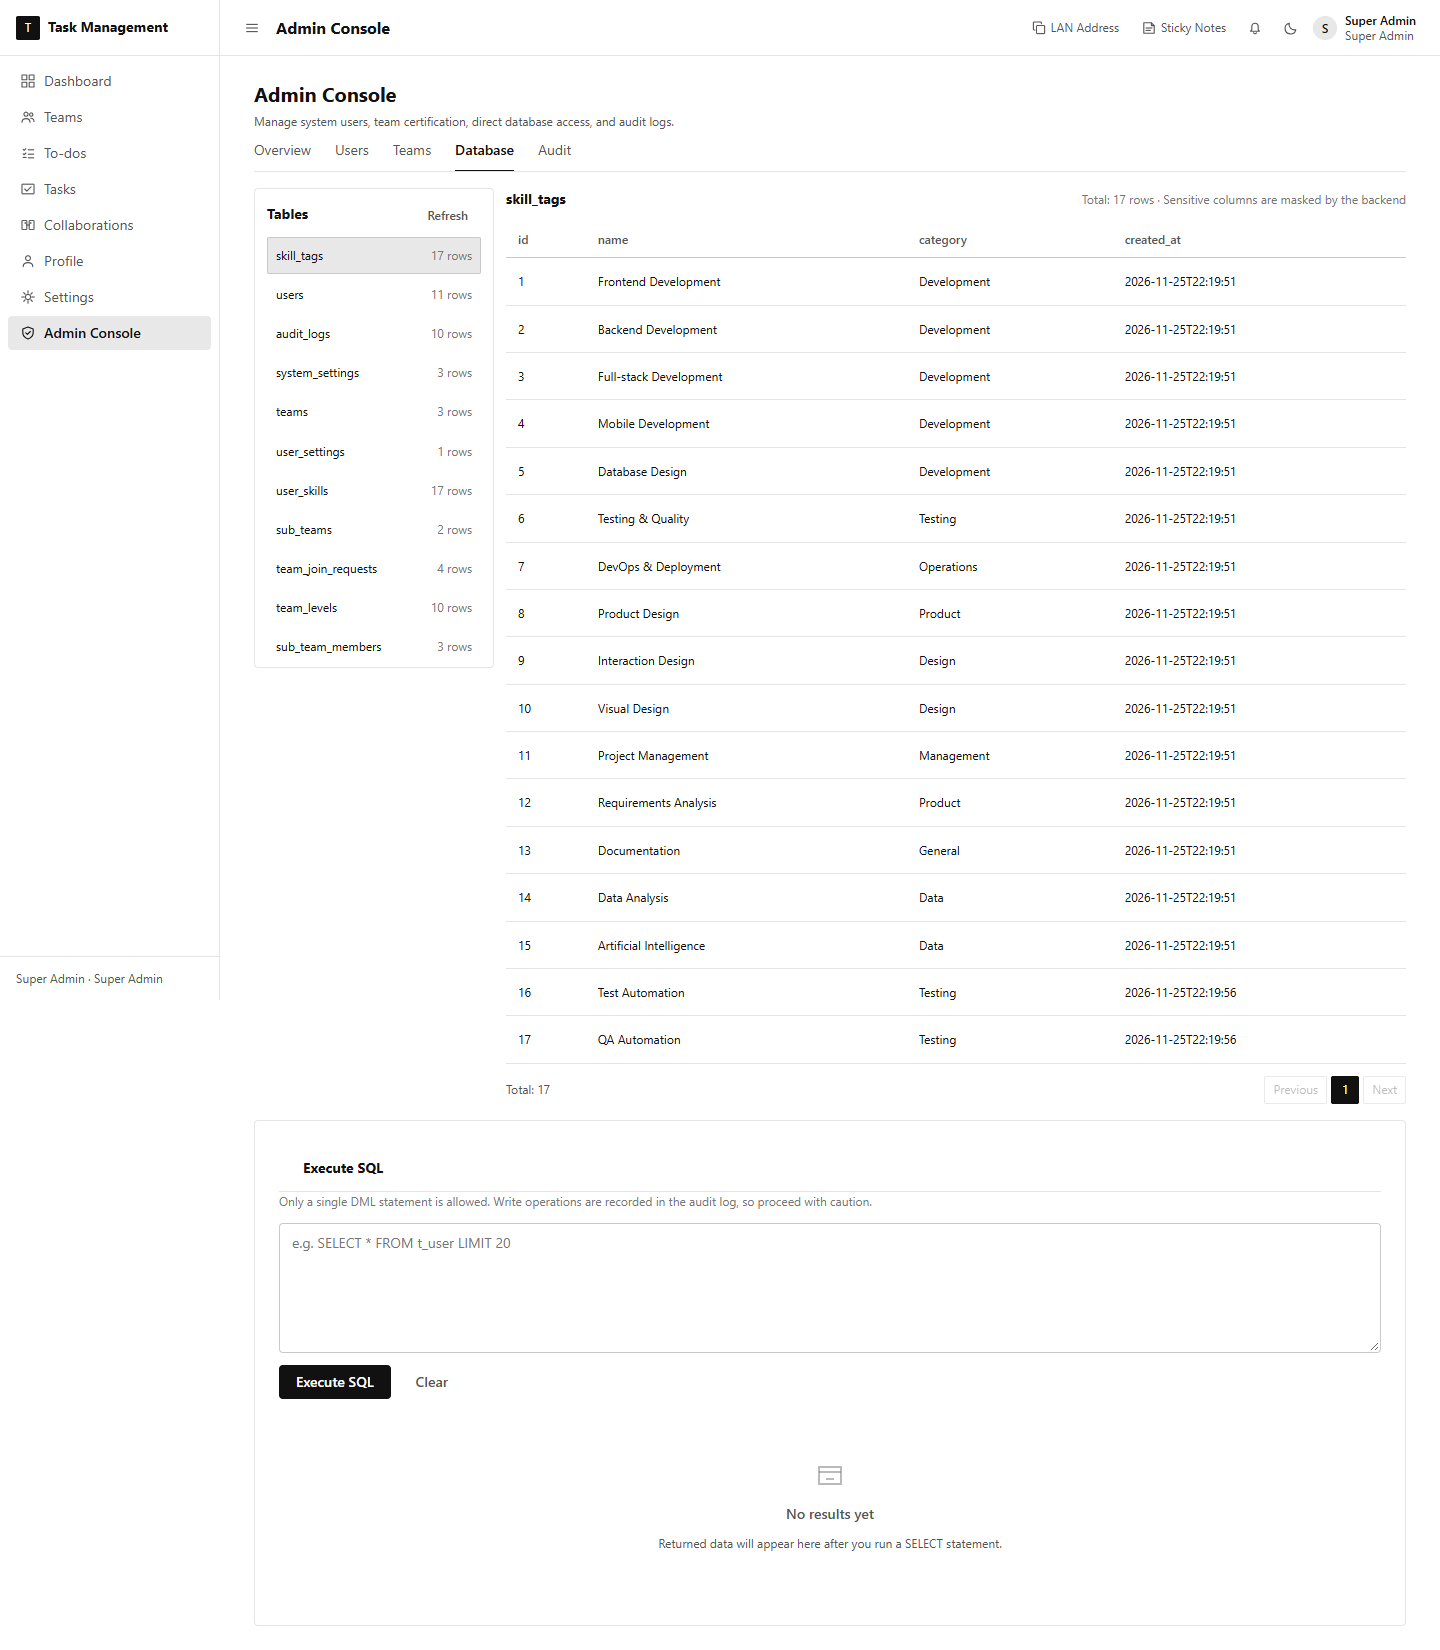 T Task Management
Admin Console
LAN Address
Sticky Notes
S
Super Admin
Super Admin
Dashboard
Teams
To-dos
Tasks
Collaborations
Profile
Settings
Admin Console
Super Admin · Super Admin
Admin Console
Manage system users, team certification, direct database access, and audit logs.
Overview Users Teams Database Audit
Tables Refresh
skill_tags 17 rows
users 11 rows
audit_logs 10 rows
system_settings 3 rows
teams 3 rows
user_settings 1 rows
user_skills 17 rows
sub_teams 2 rows
team_join_requests 4 rows
team_levels 10 rows
sub_team_members 3 rows
skill_tags Total: 17 rows · Sensitive columns are masked by the backend
id name category created_at
1 Frontend Development Development 2026-11-25T22:19:51
2 Backend Development Development 2026-11-25T22:19:51
3 Full-stack Development Development 2026-11-25T22:19:51
4 Mobile Development Development 2026-11-25T22:19:51
5 Database Design Development 2026-11-25T22:19:51
6 Testing & Quality Testing 2026-11-25T22:19:51
7 DevOps & Deployment Operations 2026-11-25T22:19:51
8 Product Design Product 2026-11-25T22:19:51
9 Interaction Design Design 2026-11-25T22:19:51
10 Visual Design Design 2026-11-25T22:19:51
11 Project Management Management 2026-11-25T22:19:51
12 Requirements Analysis Product 2026-11-25T22:19:51
13 Documentation General 2026-11-25T22:19:51
14 Data Analysis Data 2026-11-25T22:19:51
15 Artificial Intelligence Data 2026-11-25T22:19:51
16 Test Automation Testing 2026-11-25T22:19:56
17 QA Automation Testing 2026-11-25T22:19:56
Total: 17 Previous 1 Next
Execute SQL
Only a single DML statement is allowed. Write operations are recorded in the audit log, so proceed with caution.
e.g. SELECT * FROM t_user LIMIT 20
Execute SQL Clear
No results yet
Returned data will appear here after you run a SELECT statement.